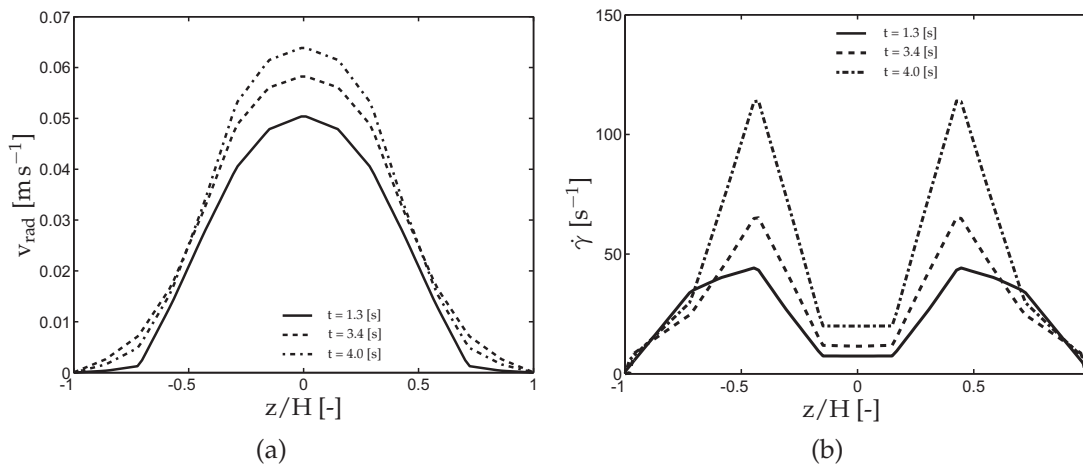 0.07
0.06
0.05
0.04
0.03
0.02
0.01
0
v_rad [m s⁻¹]
t = 1.3 [s]
t = 3.4 [s]
t = 4.0 [s]
-1
-0.5
0
0.5
1
z/H [-]
(a)
150
100
50
0
γ̇ [s⁻¹]
t = 1.3 [s]
t = 3.4 [s]
t = 4.0 [s]
-1
-0.5
0
0.5
1
z/H [-]
(b)